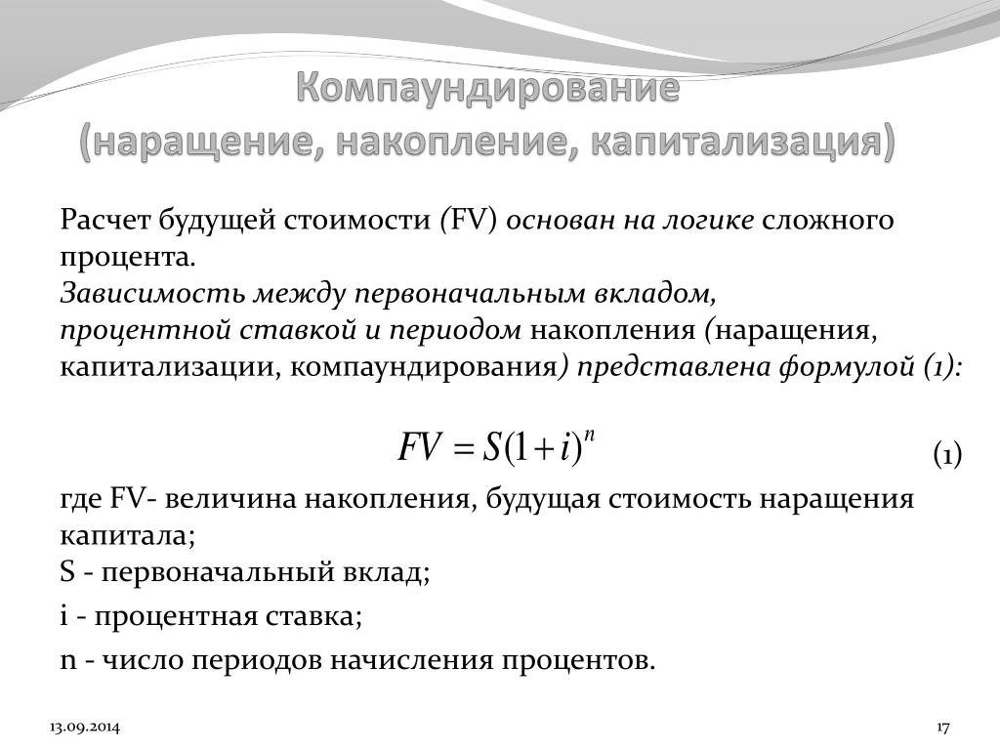 Компаундирование
(наращение, накопление, капитализация)
Расчет будущей стоимости (FV) основан на логике сложного
процента.
Зависимость между первоначальным вкладом,
процентной ставкой и периодом накопления (наращения,
капитализации, компаундирования) представлена формулой (1):
FV = S(1+i)^n (1)
где FV- величина накопления, будущая стоимость наращения
капитала;
S - первоначальный вклад;
i - процентная ставка;
n - число периодов начисления процентов.
13.09.2014 17